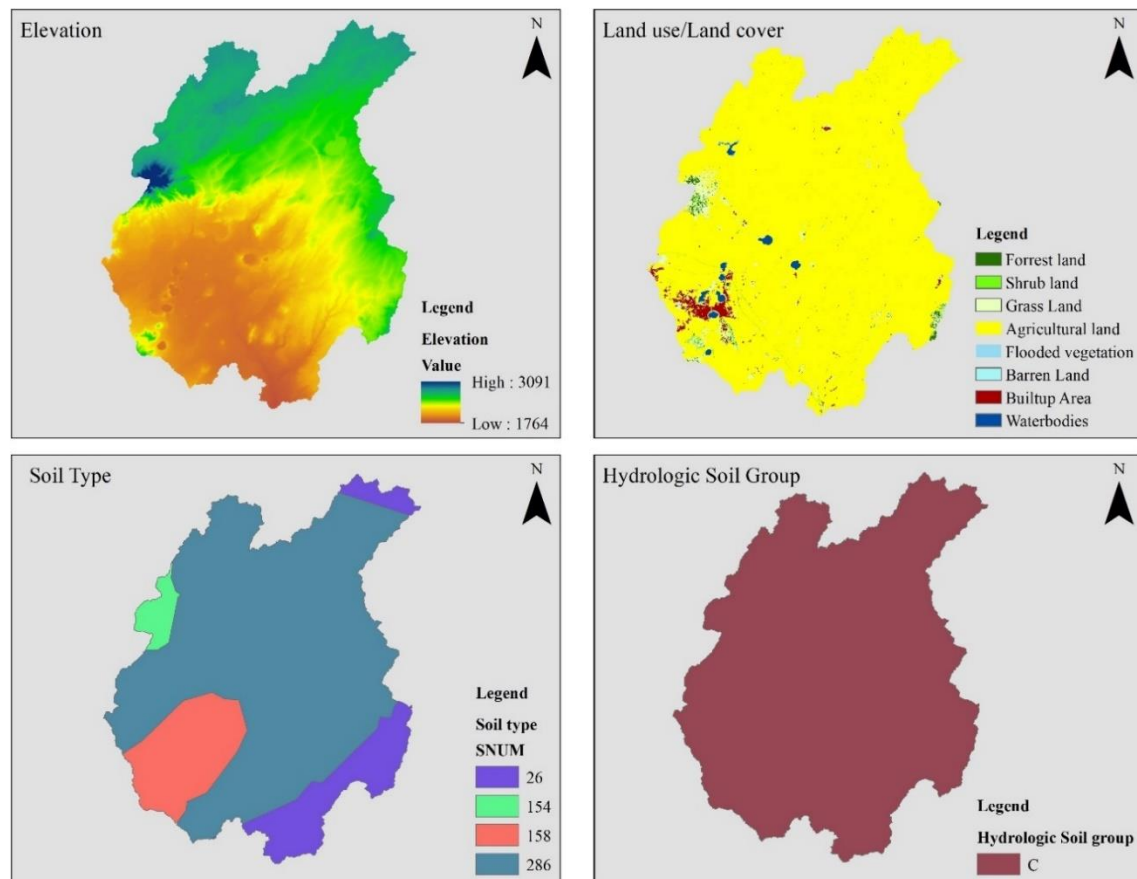 Elevation
N
Legend
Elevation
Value
High : 3091
Low : 1764
Land use/Land cover
N
Legend
Forrest land
Shrub land
Grass Land
Agricultural land
Flooded vegetation
Barren Land
Builtup Area
Waterbodies
Soil Type
N
Legend
Soil type
SNUM
26
154
158
286
Hydrologic Soil Group
N
Legend
Hydrologic Soil group
C